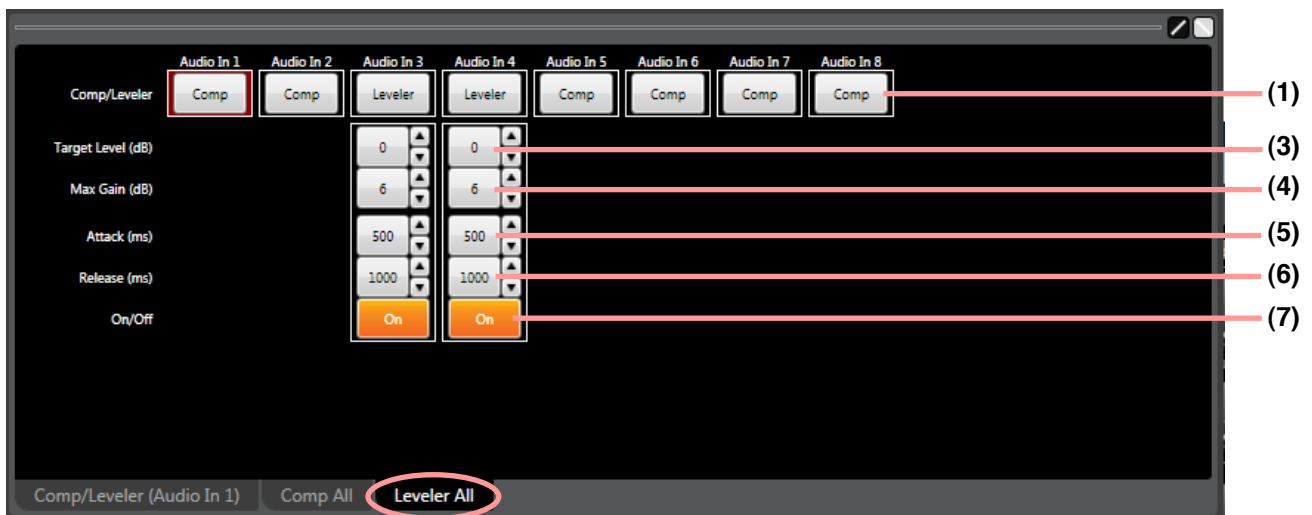 Audio In 1 Audio In 2 Audio In 3 Audio In 4 Audio In 5 Audio In 6 Audio In 7 Audio In 8
Comp/Leveler Comp Comp Leveler Leveler Comp Comp Comp Comp (1)
Target Level (dB) 0 0 (3)
Max Gain (dB) 6 6 (4)
Attack (ms) 500 500 (5)
Release (ms) 1000 1000 (6)
On/Off On On (7)
Comp/Leveler (Audio In 1) Comp All Leveler All